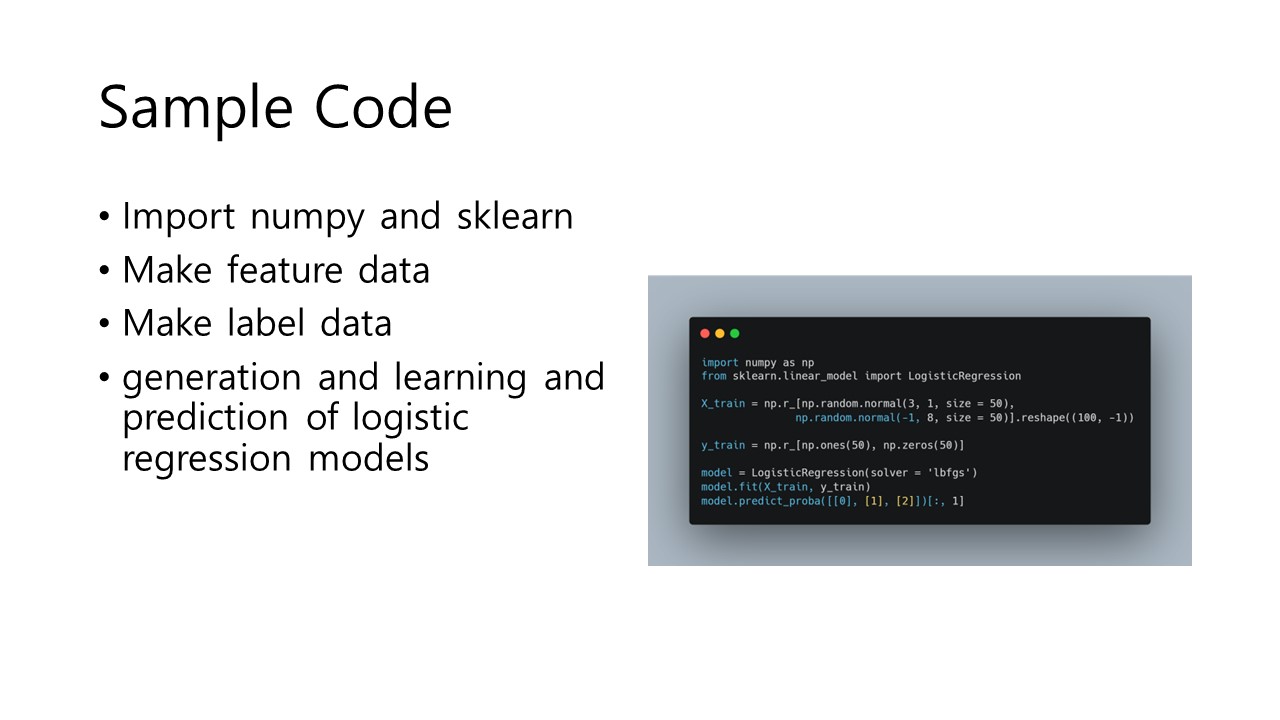 Sample Code
• Import numpy and sklearn
• Make feature data
• Make label data
• generation and learning and
prediction of logistic
regression models
import numpy as np
from sklearn.linear_model import LogisticRegression
X_train = np.r_[np.random.normal(3, 1, size = 50),
np.random.normal(-1, 8, size = 50)].reshape((100, -1))
y_train = np.r_[np.ones(50), np.zeros(50)]
model = LogisticRegression(solver = 'lbfgs')
model.fit(X_train, y_train)
model.predict_proba([[0], [1], [2]])[:, 1]